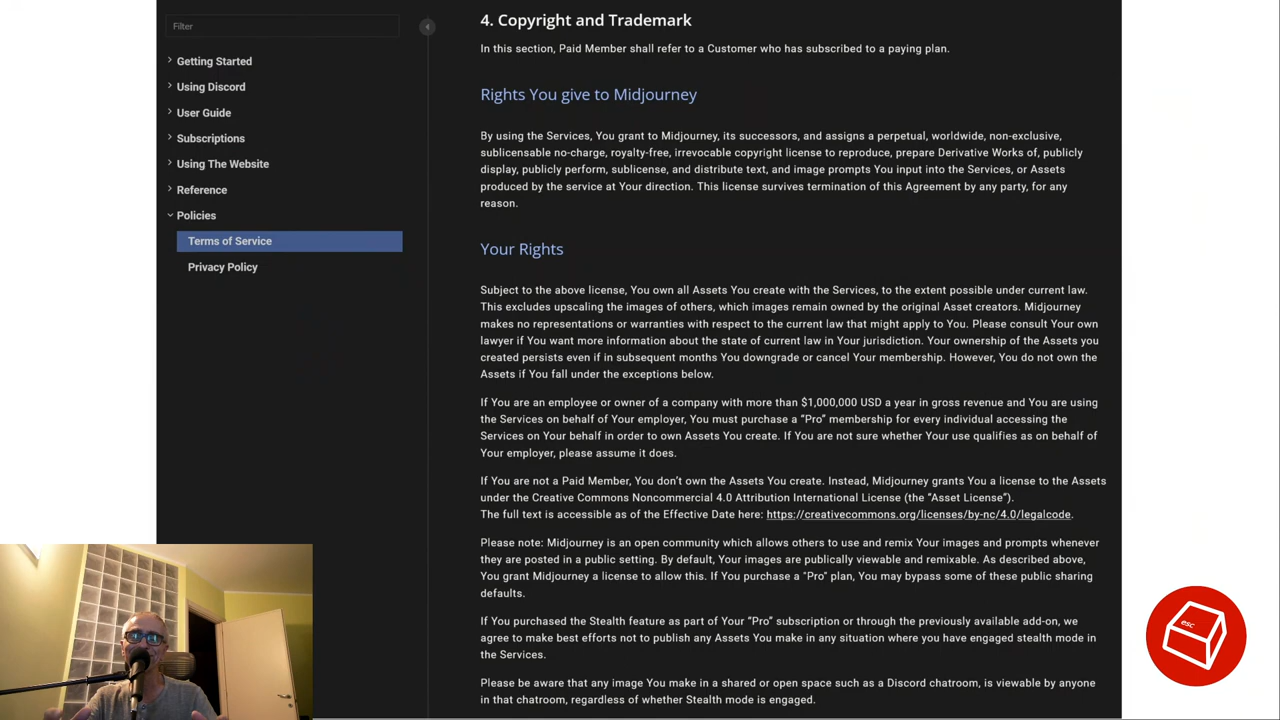 Filter
Getting Started
Using Discord
User Guide
Subscriptions
Using The Website
Reference
Policies
Terms of Service
Privacy Policy
4. Copyright and Trademark
In this section, Paid Member shall refer to a Customer who has subscribed to a paying plan.
Rights You give to Midjourney
By using the Services, You grant to Midjourney, its successors, and assigns a perpetual, worldwide, non-exclusive,
sublicensable no-charge, royalty-free, irrevocable copyright license to reproduce, prepare Derivative Works of, publicly
display, publicly perform, sublicense, and distribute text, and image prompts You input into the Services, or Assets
produced by the service at Your direction. This license survives termination of this Agreement by any party, for any
reason.
Your Rights
Subject to the above license, You own all Assets You create with the Services, to the extent possible under current law.
This excludes upscaling the images of others, which images remain owned by the original Asset creators. Midjourney
makes no representations or warranties with respect to the current law that might apply to You. Please consult Your own
lawyer if You want more information about the state of current law in Your jurisdiction. Your ownership of the Assets you
created persists even if in subsequent months You downgrade or cancel Your membership. However, You do not own the
Assets if You fall under the exceptions below.
If You are an employee or owner of a company with more than $1,000,000 USD a year in gross revenue and You are using
the Services on behalf of Your employer, You must purchase a “Pro” membership for every individual accessing the
Services on Your behalf in order to own Assets You create. If You are not sure whether Your use qualifies as on behalf of
Your employer, please assume it does.
If You are not a Paid Member, You don’t own the Assets You create. Instead, Midjourney grants You a license to the Assets
under the Creative Commons Noncommercial 4.0 Attribution International License (the “Asset License”).
The full text is accessible as of the Effective Date here: https://creativecommons.org/licenses/by-nc/4.0/legalcode.
Please note: Midjourney is an open community which allows others to use and remix Your images and prompts whenever
they are posted in a public setting. By default, Your images are publically viewable and remixable. As described above,
You grant Midjourney a license to allow this. If You purchase a "Pro" plan, You may bypass some of these public sharing
defaults.
If You purchased the Stealth feature as part of Your “Pro” subscription or through the previously available add-on, we
agree to make best efforts not to publish any Assets You make in any situation where you have engaged stealth mode in
the Services.
Please be aware that any image You make in a shared or open space such as a Discord chatroom, is viewable by anyone
in that chatroom, regardless of whether Stealth mode is engaged.
esc